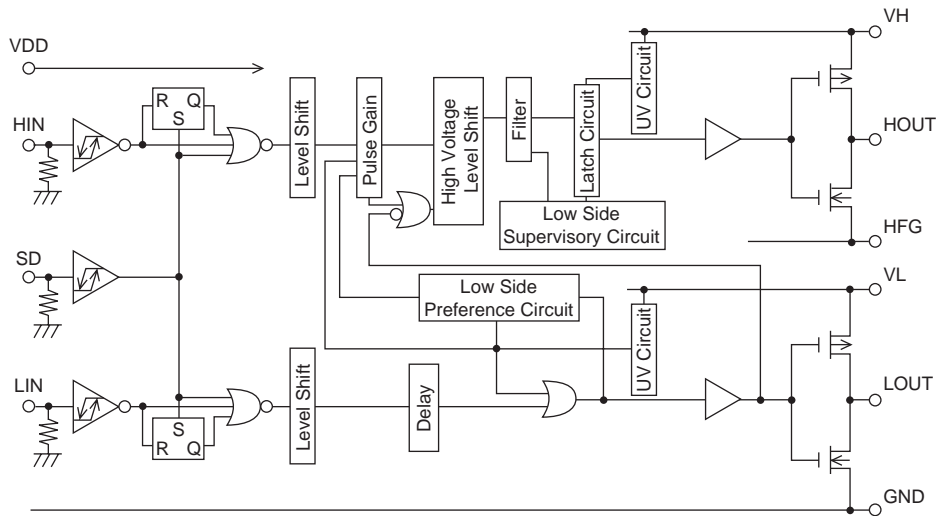 VDD
VH
HIN
R Q
S
Level Shift
Pulse Gain
High Voltage
Level Shift
Filter
Latch Circuit
UV Circuit
HOUT
Low Side
Supervisory Circuit
HFG
SD
Low Side
Preference Circuit
VL
UV Circuit
LIN
S
R Q
Level Shift
Delay
LOUT
GND